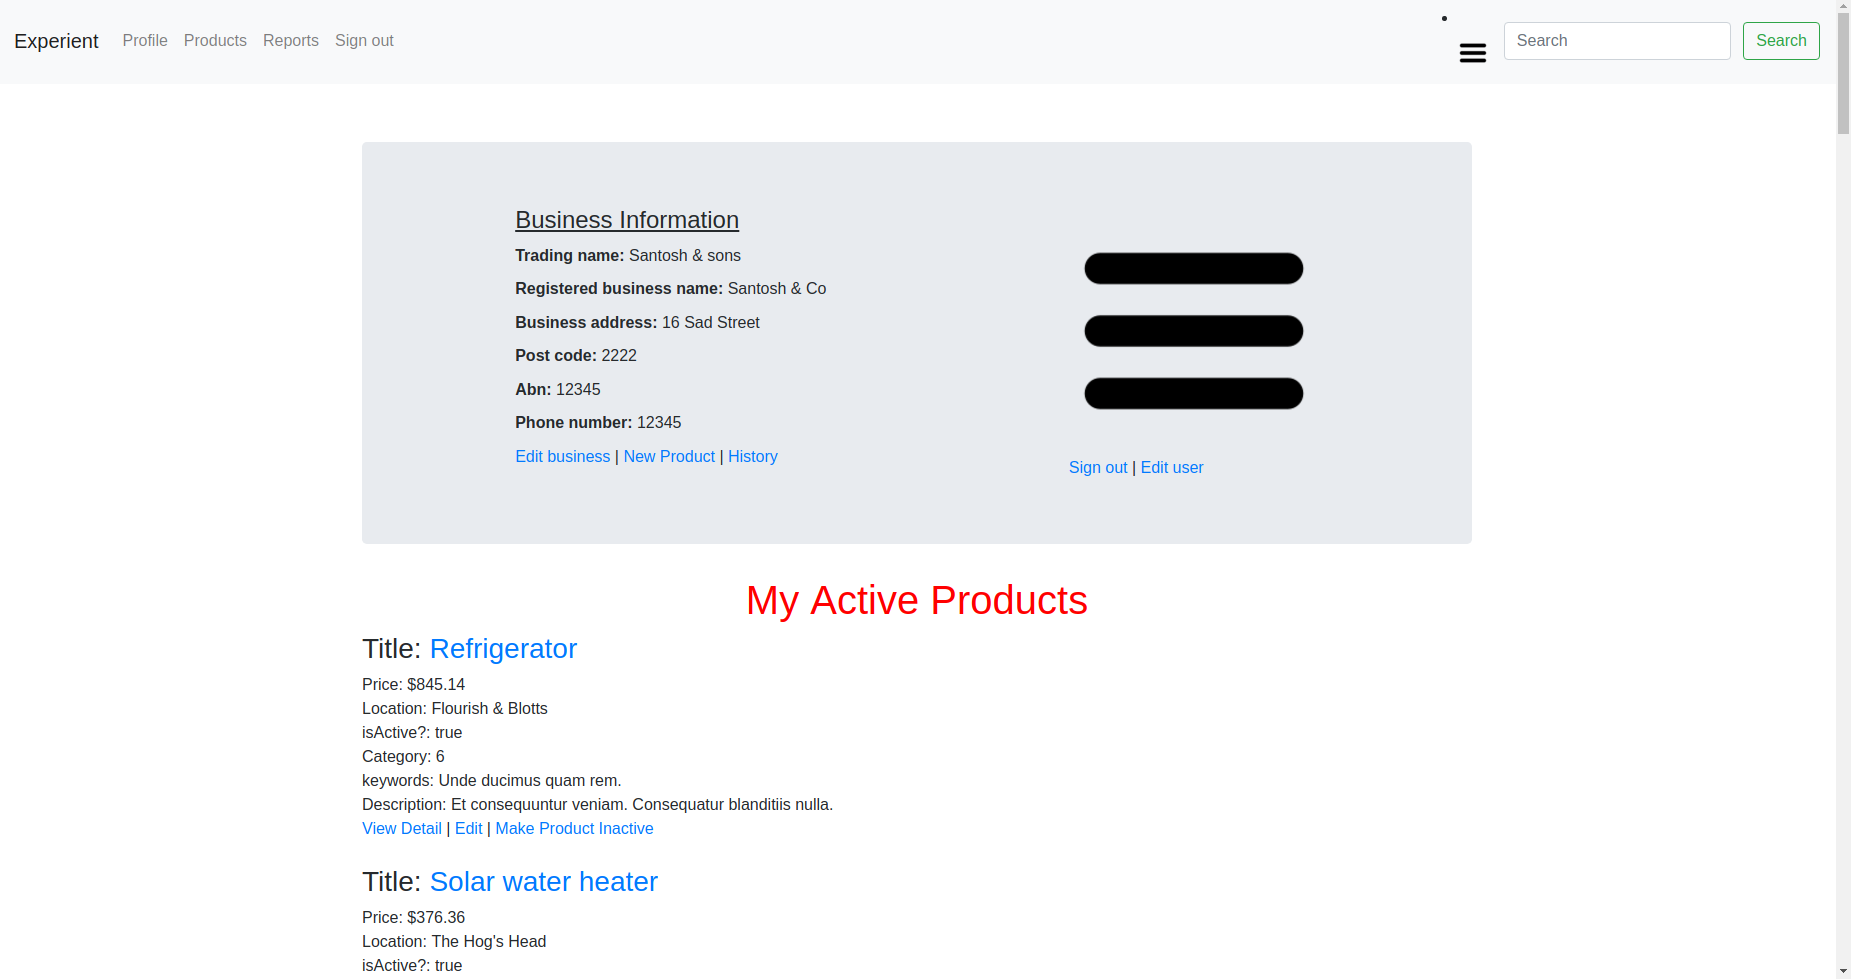 Experient Profile Products Reports Sign out Search Search
Business Information
Trading name: Santosh & sons
Registered business name: Santosh & Co
Business address: 16 Sad Street
Post code: 2222
Abn: 12345
Phone number: 12345
Edit business | New Product | History
Sign out | Edit user
My Active Products
Title: Refrigerator
Price: $845.14
Location: Flourish & Blotts
isActive?: true
Category: 6
keywords: Unde ducimus quam rem.
Description: Et consequuntur veniam. Consequatur blanditiis nulla.
View Detail | Edit | Make Product Inactive
Title: Solar water heater
Price: $376.36
Location: The Hog's Head
isActive?: true